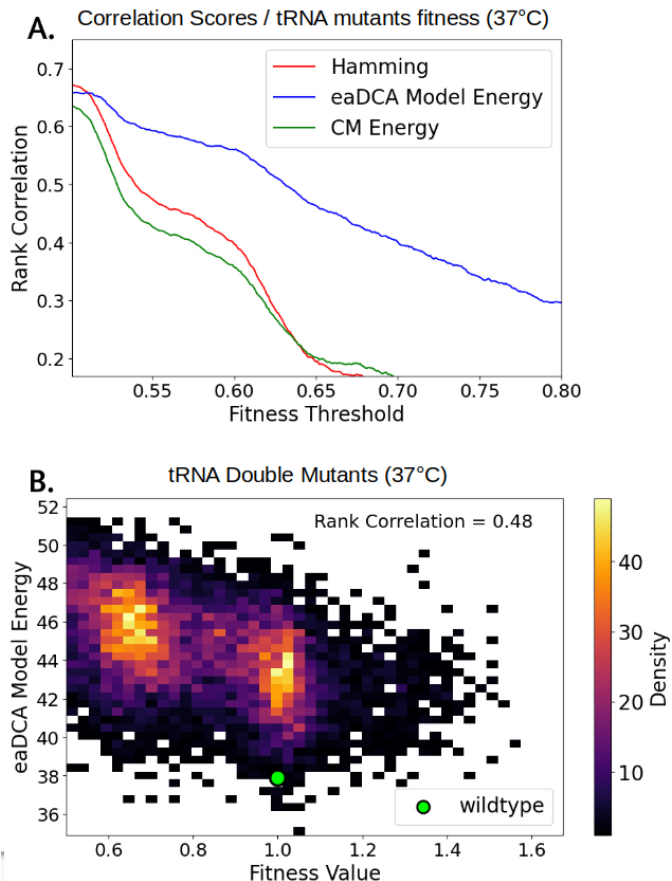 A.
Correlation Scores / tRNA mutants fitness (37°C)
Hamming
eaDCA Model Energy
CM Energy
Rank Correlation
0.7
0.6
0.5
0.4
0.3
0.2
0.55 0.60 0.65 0.70 0.75 0.80
Fitness Threshold
B.
tRNA Double Mutants (37°C)
Rank Correlation = 0.48
eaDCA Model Energy
52
50
48
46
44
42
40
38
36
wildtype
0.6 0.8 1.0 1.2 1.4 1.6
Fitness Value
40
30
20
10
Density